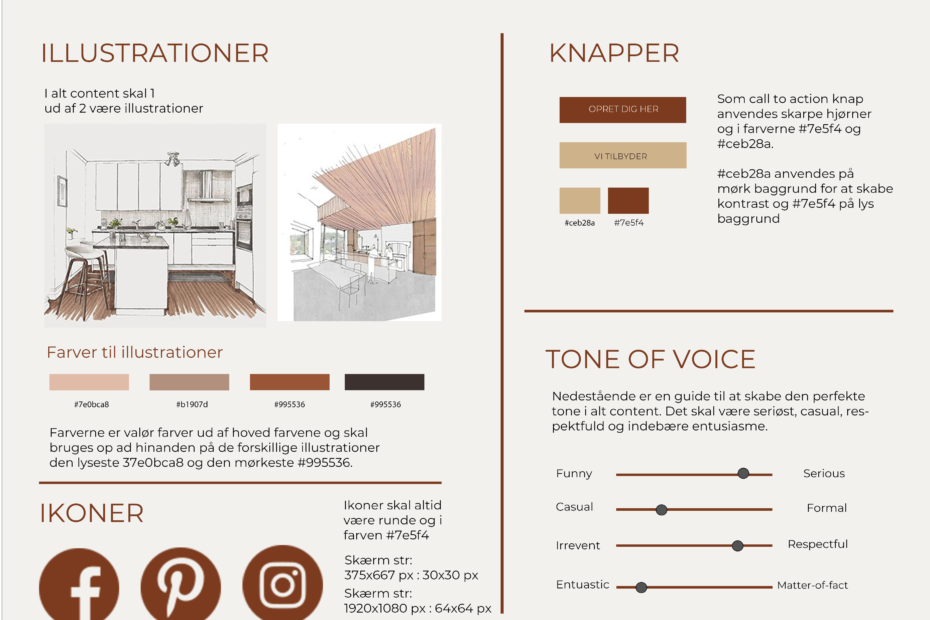 ILLUSTRATIONER
I alt content skal 1
ud af 2 være illustrationer
Farver til illustrationer
#7e0bca8
#b1907d
#995536
#995536
Farverne er valør farver ud af hoved farvene og skal
bruges op ad hinanden på de forskillige illustrationer
den lyseste 37e0bca8 og den mørkeste #995536.
IKONER
Ikoner skal altid
være runde og i
farven #7e5f4
Skærm str:
375x667 px : 30x30 px
Skærm str:
1920x1080 px : 64x64 px
KNAPPER
OPRET DIG HER
VI TILBYDER
#ceb28a
#7e5f4
Som call to action knap
anvendes skarpe hjørner
og i farverne #7e5f4 og
#ceb28a.
#ceb28a anvendes på
mørk baggrund for at skabe
kontrast og #7e5f4 på lys
baggrund
TONE OF VOICE
Nedestående er en guide til at skabe den perfekte
tone i alt content. Det skal være seriøst, casual, res-
pektfuld og indebære entusiasme.
Funny
Serious
Casual
Formal
Irrevent
Respectful
Entuastic
Matter-of-fact